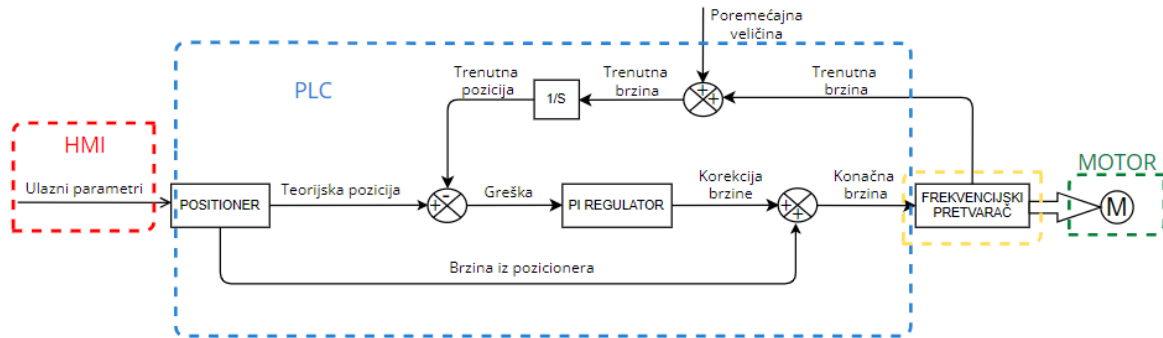 Poremećajna
veličina
PLC
Trenutna
pozicija
Trenutna
brzina
Trenutna
brzina
1/S
+
+
HMI
Ulazni parametri
POSITIONER
Teorijska pozicija
−
+
Greška
PI REGULATOR
Korekcija
brzine
+
+
Konačna
brzina
FREKVENCIJSKI
PRETVARAČ
MOTOR
M
Brzina iz pozicionera